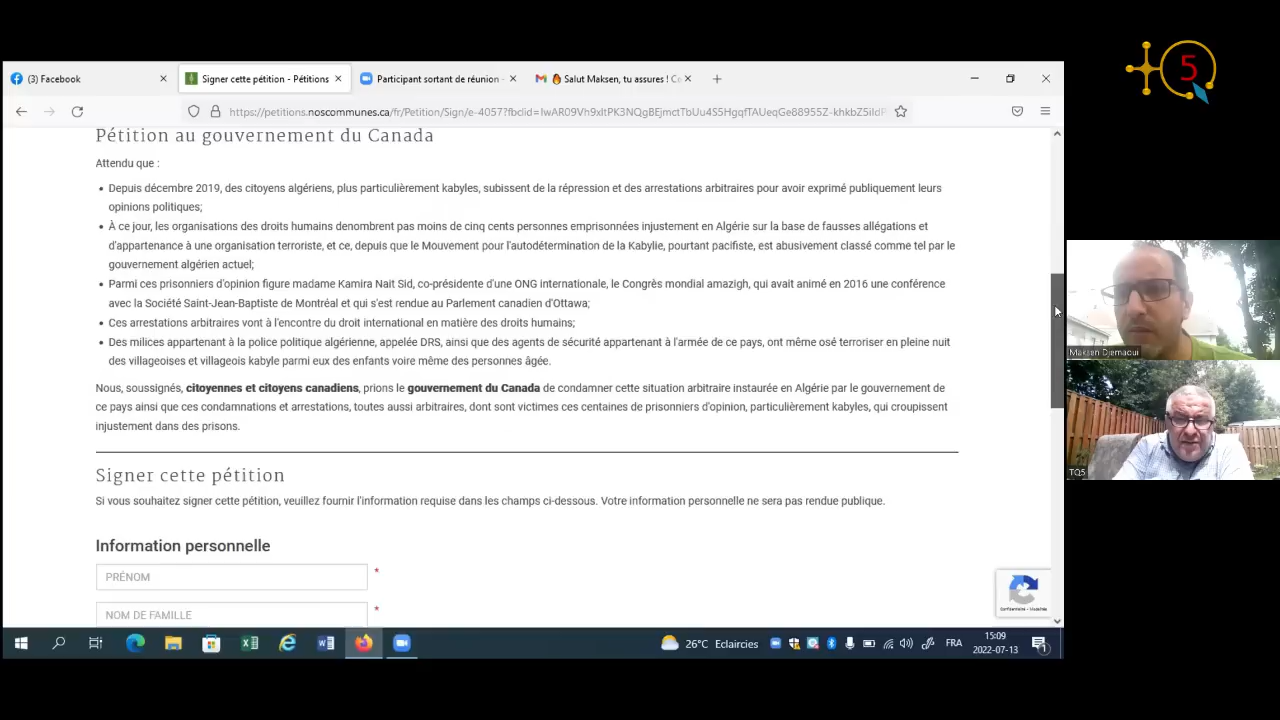 5
(3) Facebook
Signer cette pétition - Pétitions
Participant sortant de réunion -
Salut Maksen, tu assures ! Co
https://petitions.noscommunes.ca/fr/Petition/Sign/e-4057?fbclid=
Pétition au gouvernement du Canada
Attendu que :
• Depuis décembre 2019, des citoyens algériens, plus particulièrement kabyles, subissent de la répression et des arrestations arbitraires pour avoir exprimé publiquement leurs
opinions politiques;
• À ce jour, les organisations des droits humains denombrent pas moins de cinq cents personnes emprisonnées injustement en Algérie sur la base de fausses allégations et
d'appartenance à une organisation terroriste, et ce, depuis que le Mouvement pour l'autodétermination de la Kabylie, pourtant pacifiste, est abusivement classé comme tel par le
gouvernement algérien actuel;
• Parmi ces prisonniers d'opinion figure madame Kamira Nait Sid, co-présidente d'une ONG internationale, le Congrès mondial amazigh, qui avait animé en 2016 une conférence
avec la Société Saint-Jean-Baptiste de Montréal et qui s'est rendue au Parlement canadien d'Ottawa;
• Ces arrestations arbitraires vont à l'encontre du droit international en matière des droits humains;
• Des milices appartenant à la police politique algérienne, appelée DRS, ainsi que des agents de sécurité appartenant à l'armée de ce pays, ont même osé terroriser en pleine nuit
des villageoises et villageois kabyle parmi eux des enfants voire même des personnes âgée.
Nous, soussignés, citoyennes et citoyens canadiens, prions le gouvernement du Canada de condamner cette situation arbitraire instaurée en Algérie par le gouvernement de
ce pays ainsi que ces condamnations et arrestations, toutes aussi arbitraires, dont sont victimes ces centaines de prisonniers d'opinion, particulièrement kabyles, qui croupissent
injustement dans des prisons.
Signer cette pétition
Si vous souhaitez signer cette pétition, veuillez fournir l'information requise dans les champs ci-dessous. Votre information personnelle ne sera pas rendue publique.
Information personnelle
PRÉNOM *
NOM DE FAMILLE *
Maksen Djemaoui
TQ5
26°C Eclaircies
FRA
15:09
2022-07-13
1